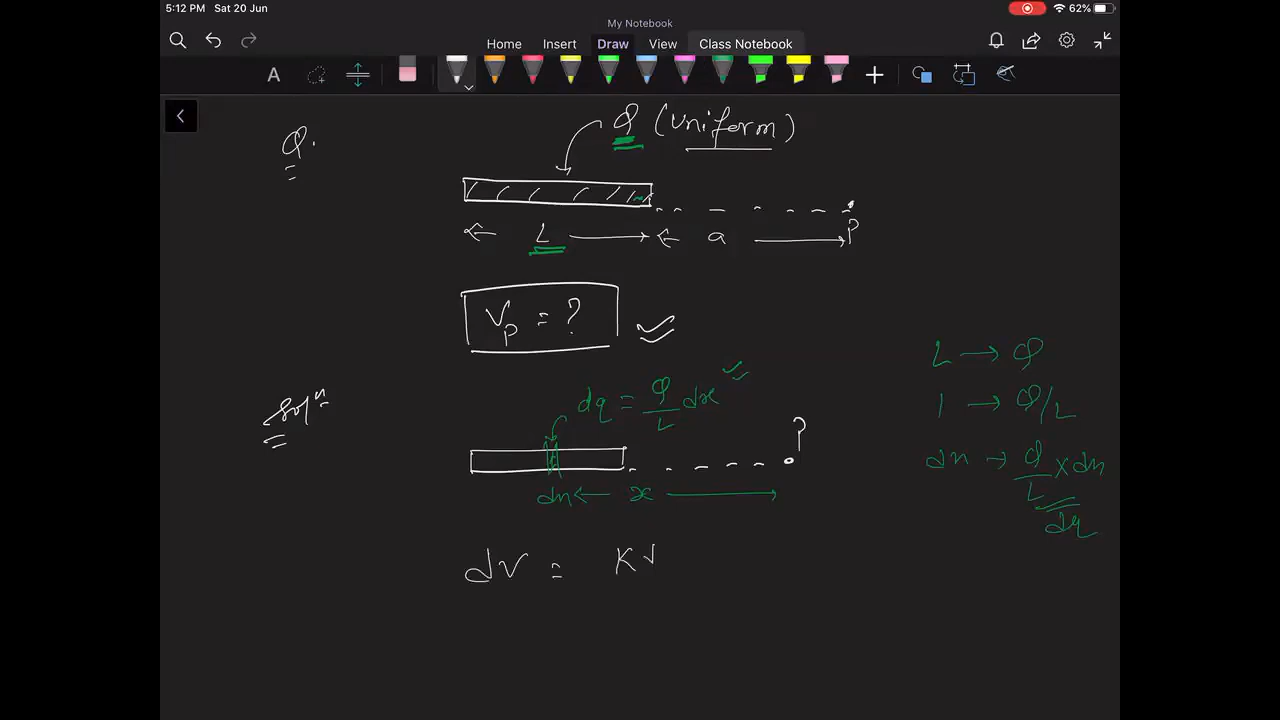 5:12 PM Sat 20 Jun
62%
My Notebook
Home Insert Draw View Class Notebook
A
Q.
Q (Uniform)
L a P
Vp = ?
L → Q
solⁿ
dq = Q/L dx
1 → Q/L
dx → Q/L × dx
dq
P
dx x
dV = K